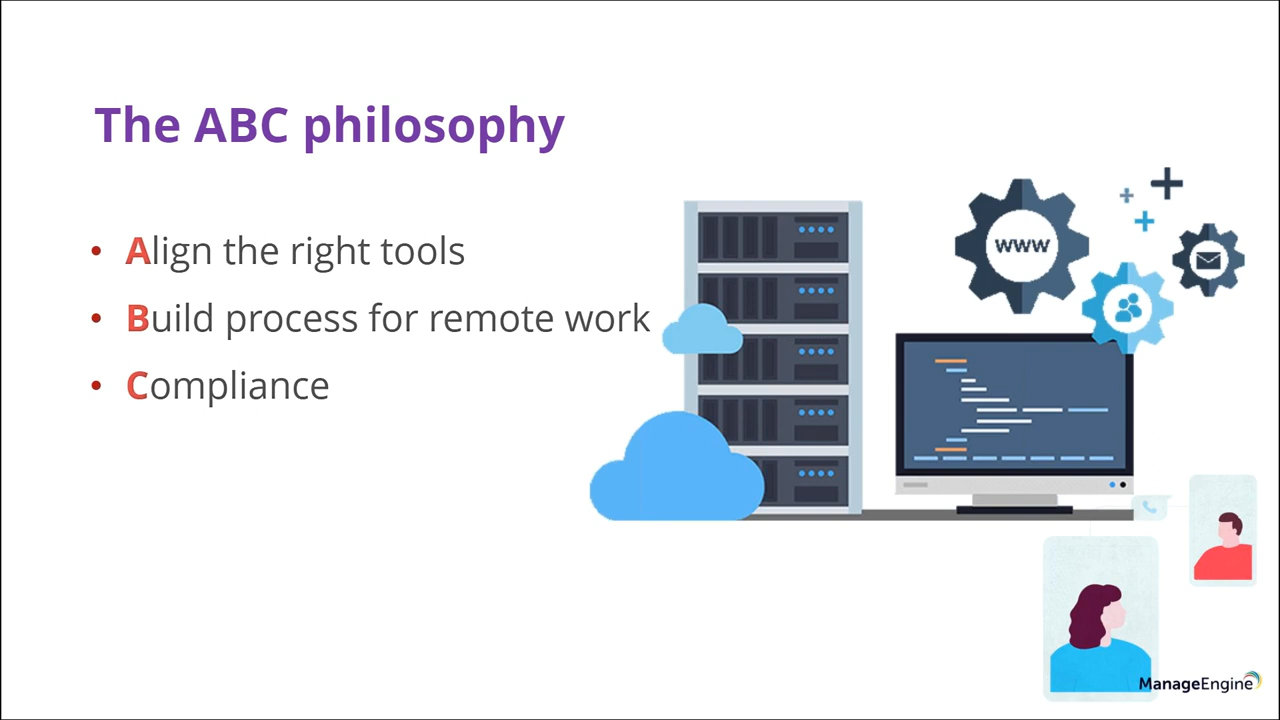 The ABC philosophy
• Align the right tools
• Build process for remote work
• Compliance
WWW
ManageEngine